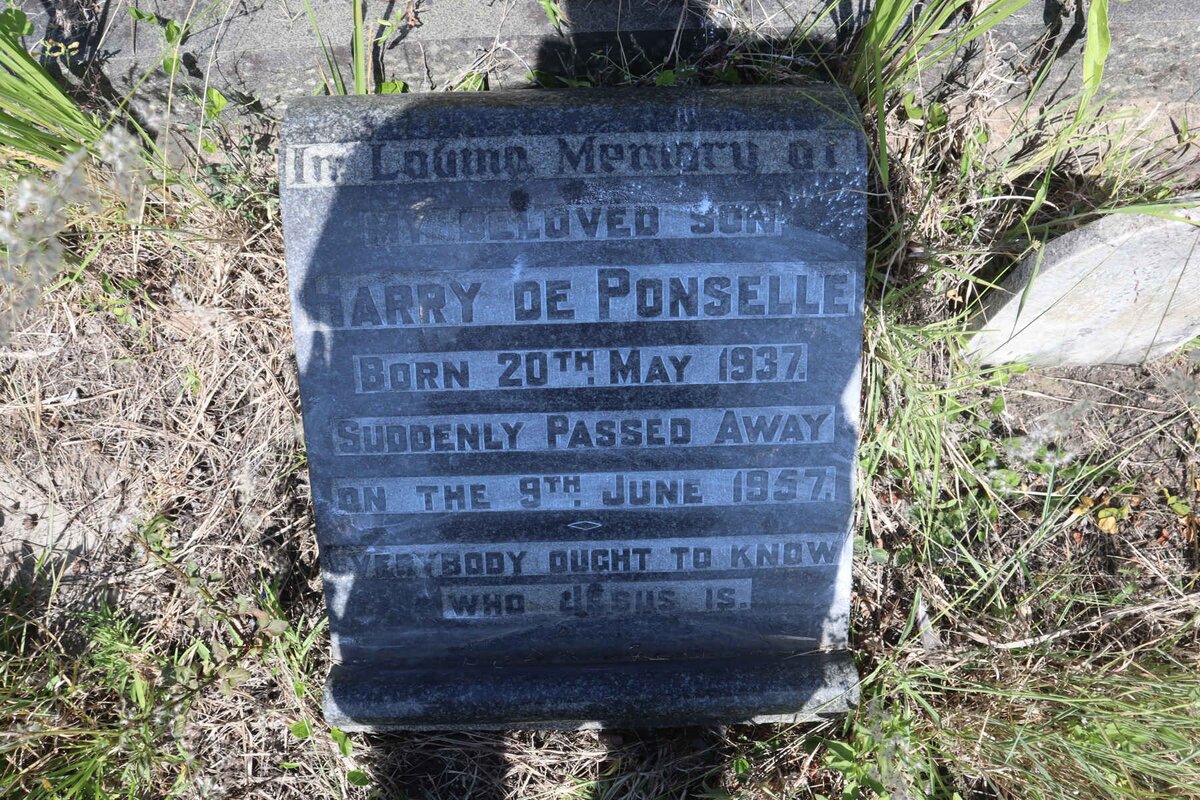 In Loving Memory of
MY BELOVED SON
HARRY DE PONSELLE
BORN 20TH. MAY 1937.
SUDDENLY PASSED AWAY
ON THE 9TH. JUNE 1957.
EVERYBODY OUGHT TO KNOW
WHO JESUS IS.